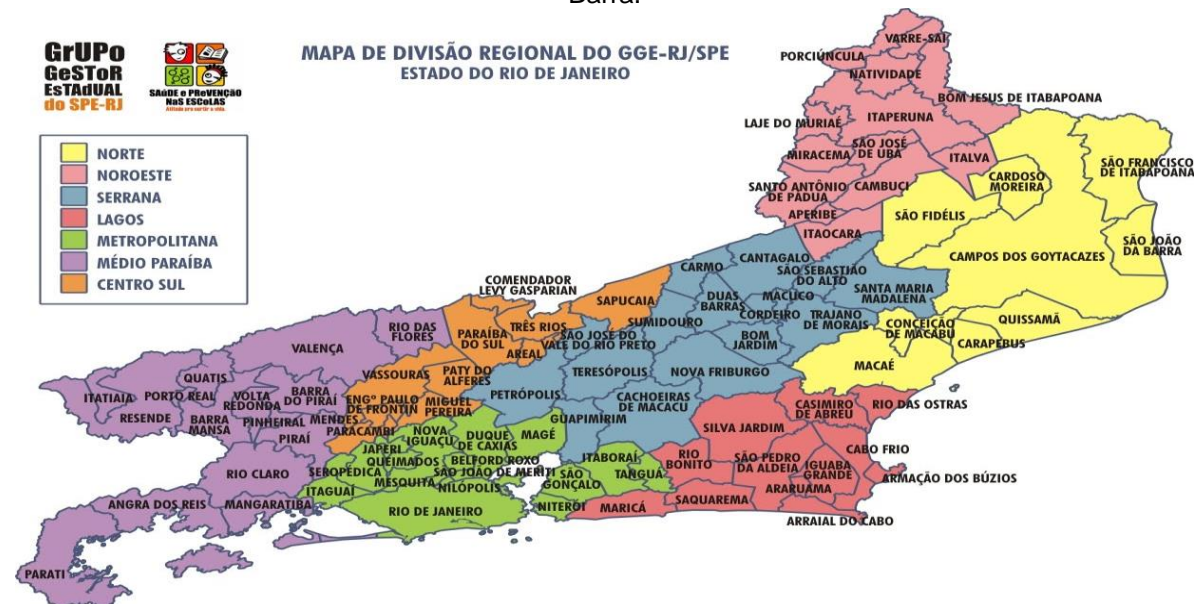 Barra.
GRUPo
GeSToR
EsTAdUAL
do SPE-RJ
SAúDE e PReVENÇÃO
NaS ESCoLAS
Atitude pra curtir a vida.
MAPA DE DIVISÃO REGIONAL DO GGE-RJ/SPE
ESTADO DO RIO DE JANEIRO
NORTE
NOROESTE
SERRANA
LAGOS
METROPOLITANA
MÉDIO PARAÍBA
CENTRO SUL
VARRE-SAI
PORCIÚNCULA
NATIVIDADE
BOM JESUS DE ITABAPOANA
ITAPERUNA
LAJE DO MURIAÉ
SÃO JOSÉ
DE UBÁ
MIRACEMA
ITALVA
SANTO ANTÔNIO
DE PÁDUA
CAMBUCI
APERIBE
ITAOCARA
CARDOSO
MOREIRA
SÃO FRANCISCO
DE ITABAPOANA
SÃO FIDÉLIS
CAMPOS DOS GOYTACAZES
SÃO JOÃO
DA BARRA
QUISSAMÃ
CONCEIÇÃO
DE MACABU
CARAPEBUS
MACAÉ
CANTAGALO
CARMO
SÃO SEBASTIÃO
DO ALTO
SANTA MARIA
MADALENA
DUAS
BARRAS
MACUCO
CORDEIRO
TRAJANO
DE MORAIS
SUMIDOURO
BOM
JARDIM
SÃO JOSÉ DO
VALE DO RIO PRETO
TERESÓPOLIS
NOVA FRIBURGO
PETRÓPOLIS
CACHOEIRAS
DE MACACU
GUAPIMIRIM
COMENDADOR
LEVY GASPARIAN
SAPUCAIA
TRÊS RIOS
PARAÍBA
DO SUL
AREAL
PATY DO
ALFERES
VASSOURAS
MIGUEL
PEREIRA
ENGº PAULO
DE FRONTIN
PARACAMBI
MENDES
RIO DAS
FLORES
VALENÇA
QUATIS
ITATIAIA
PORTO REAL
VOLTA
REDONDA
BARRA
DO PIRAÍ
RESENDE
BARRA
MANSA
PINHEIRAL
PIRAÍ
RIO CLARO
ANGRA DOS REIS
MANGARATIBA
PARATI
JAPERI
NOVA
IGUAÇU
DUQUE
DE CAXIAS
MAGÉ
SEROPÉDICA
QUEIMADOS
BELFORD ROXO
MESQUITA
SÃO JOÃO DE MERITI
NILÓPOLIS
ITAGUAÍ
RIO DE JANEIRO
ITABORAÍ
SÃO
GONÇALO
TANGUÁ
NITERÓI
MARICÁ
CASIMIRO
DE ABREU
RIO DAS OSTRAS
SILVA JARDIM
CABO FRIO
RIO
BONITO
SÃO PEDRO
DA ALDEIA
IGUABA
GRANDE
ARMAÇÃO DOS BÚZIOS
ARARUAMA
SAQUAREMA
ARRAIAL DO CABO